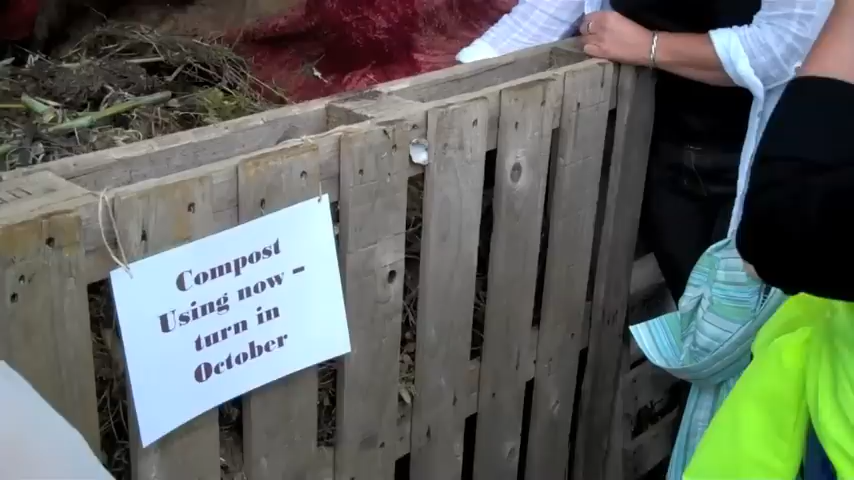 Compost
Using now –
turn in
October